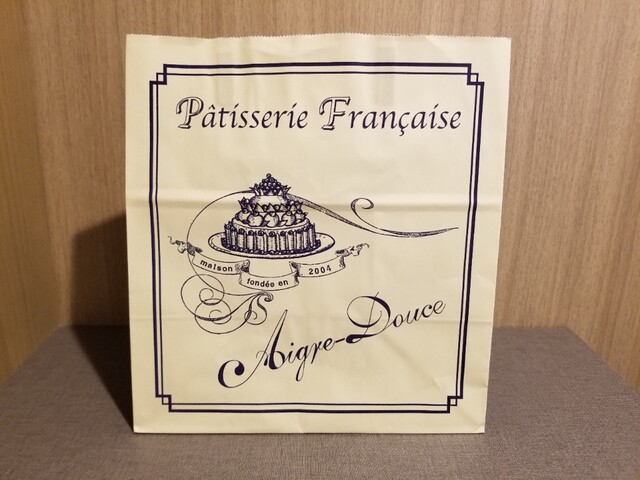 Pâtisserie Française
maison fondée en 2004
Aigre-Douce